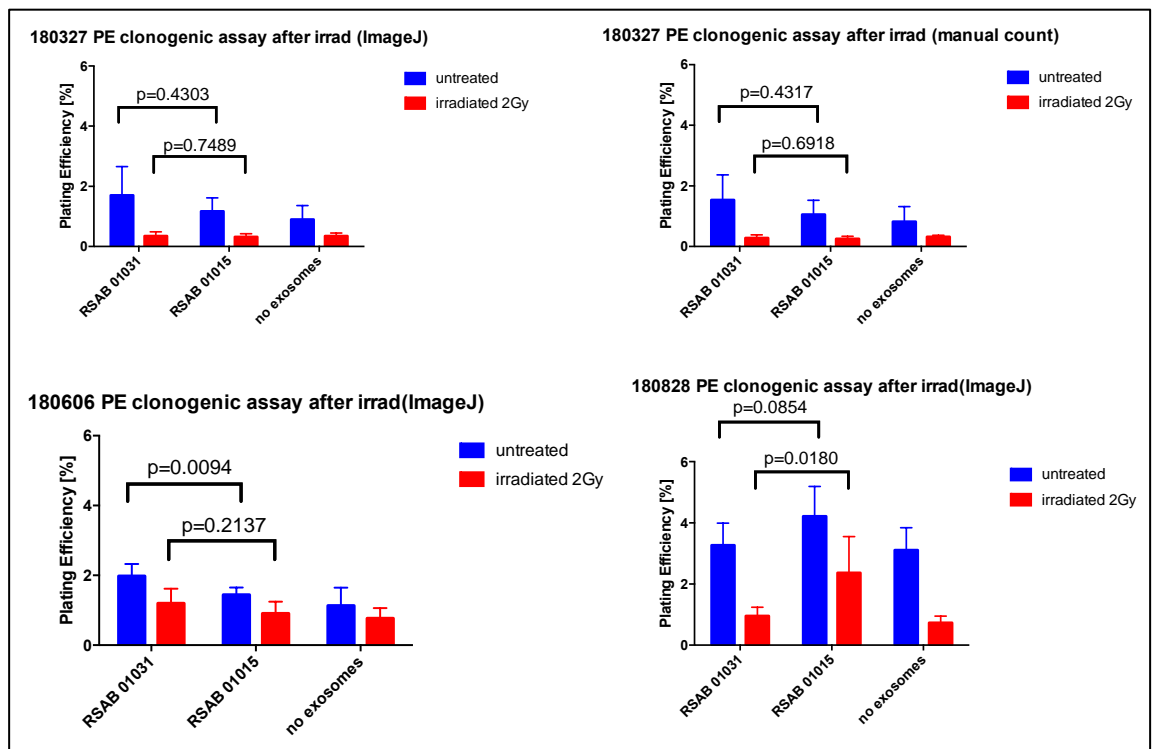 180327 PE clonogenic assay after irrad (ImageJ)
Plating Efficiency [%]
6
4
2
0
p=0.4303
p=0.7489
untreated
irradiated 2Gy
RSAB 01031
RSAB 01015
no exosomes
180327 PE clonogenic assay after irrad (manual count)
Plating Efficiency [%]
6
4
2
0
p=0.4317
p=0.6918
untreated
irradiated 2Gy
RSAB 01031
RSAB 01015
no exosomes
180606 PE clonogenic assay after irrad(ImageJ)
Plating Efficiency [%]
6
4
2
0
p=0.0094
p=0.2137
untreated
irradiated 2Gy
RSAB 01031
RSAB 01015
no exosomes
180828 PE clonogenic assay after irrad(ImageJ)
Plating Efficiency [%]
6
4
2
0
p=0.0854
p=0.0180
untreated
irradiated 2Gy
RSAB 01031
RSAB 01015
no exosomes